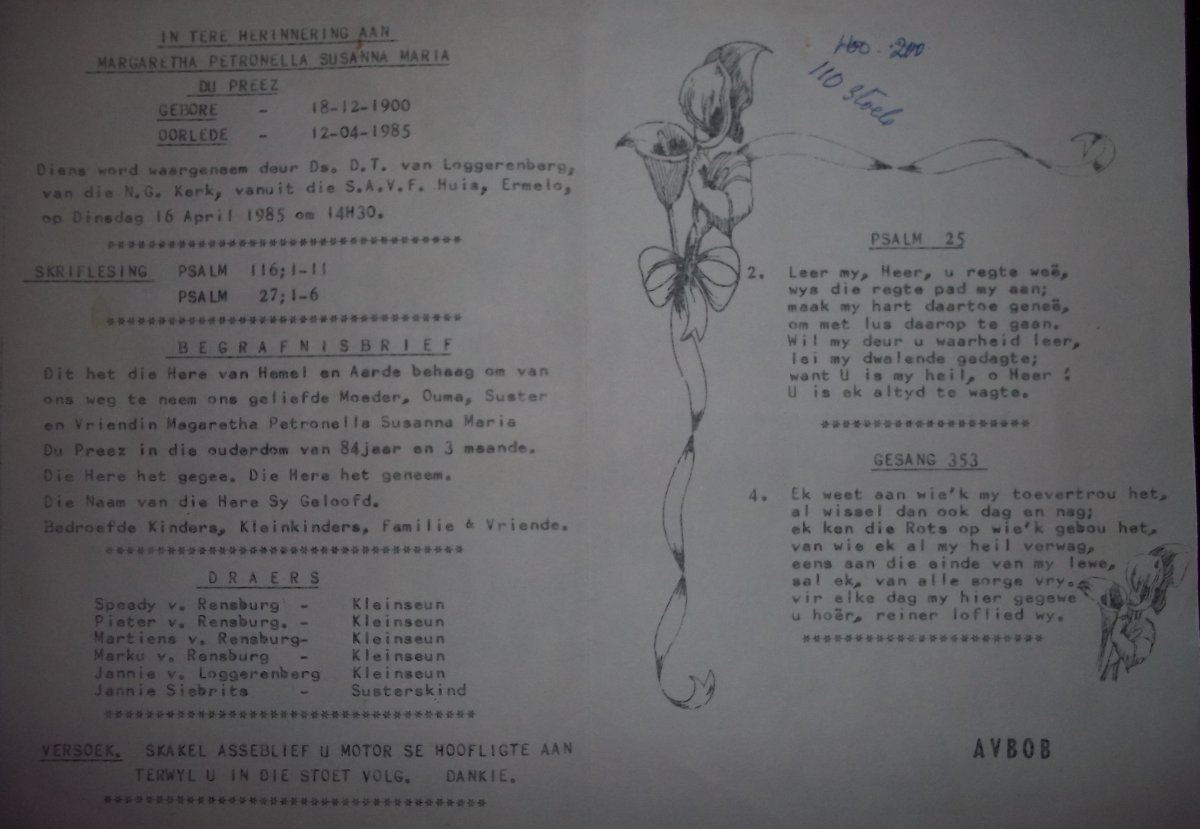 IN TERE HERINNERING AAN
MARGARETHA PETRONELLA SUSANNA MARIA
DU PREEZ
GEBORE - 18-12-1900
OORLEDE - 12-04-1985
Diens word waargeneem deur Ds. D.T. van Loggerenberg,
van die N.G. Kerk, vanuit die S.A.V.F. Huis, Ermelo,
op Dinsdag 16 April 1985 om 14H30.
***********************************
SKRIFLESING PSALM 116;1-11
PSALM 27;1-6
***********************************
BEGRAFNISBRIEF
Dit het die Here van Hemel en Aarde behaag om van
ons weg te neem ons geliefde Moeder, Ouma, Suster
en Vriendin Magaretha Petronella Susanna Maria
Du Preez in die ouderdom van 84jaar en 3 maande.
Die Here het gegee. Die Here het geneem.
Die Naam van die Here Sy Geloofd.
Bedroefde Kinders, Kleinkinders, Familie & Vriende.
***********************************
DRAERS
Speedy v. Rensburg - Kleinseun
Pieter v. Rensburg. - Kleinseun
Martiens v. Rensburg- Kleinseun
Marku v. Rensburg - Kleinseun
Jannie v. Loggerenberg Kleinseun
Jannie Siebrits - Susterskind
*************************************
VERSOEK. SKAKEL ASSEBLIEF U MOTOR SE HOOFLIGTE AAN
TERWYL U IN DIE STOET VOLG. DANKIE.
**************************************
400 - 200
110 Stoele
PSALM 25
2. Leer my, Heer, u regte weë,
wys die regte pad my aan;
maak my hart daartoe geneë,
om met lus daarop te gaan.
Wil my deur u waarheid leer,
lei my dwalende gedagte;
want U is my heil, o Heer !
U is ek altyd te wagte.
********************
GESANG 353
4. Ek weet aan wie'k my toevertrou het,
al wissel dan ook dag en nag;
ek ken die Rots op wie'k gebou het,
van wie ek al my heil verwag,
eens aan die einde van my lewe,
sal ek, van alle sorge vry.
vir elke dag my hier gegewe
u hoër, reiner loflied wy.
***********************
AVBOB